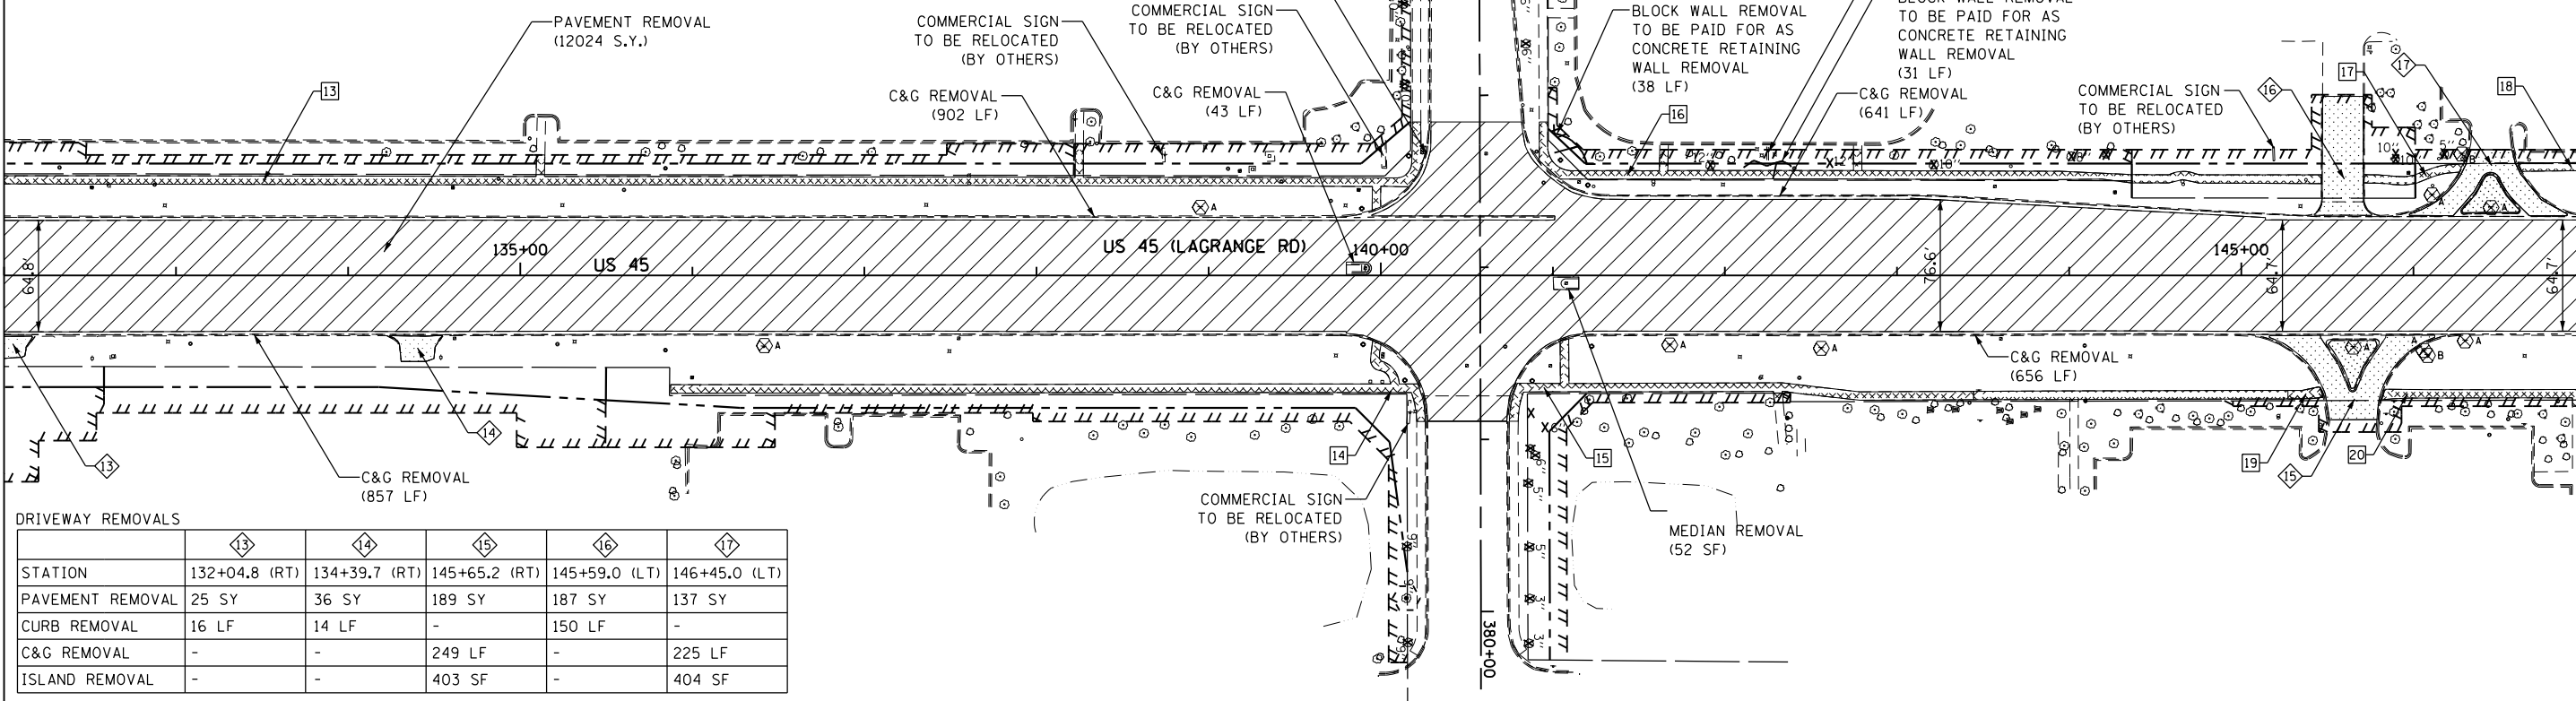 PAVEMENT REMOVAL
(12024 S.Y.)
COMMERCIAL SIGN
TO BE RELOCATED
(BY OTHERS)
COMMERCIAL SIGN
TO BE RELOCATED
(BY OTHERS)
C&G REMOVAL
(902 LF)
C&G REMOVAL
(43 LF)
BLOCK WALL REMOVAL
TO BE PAID FOR AS
CONCRETE RETAINING
WALL REMOVAL
(38 LF)
BLOCK WALL REMOVAL
TO BE PAID FOR AS
CONCRETE RETAINING
WALL REMOVAL
(31 LF)
C&G REMOVAL
(641 LF)
COMMERCIAL SIGN
TO BE RELOCATED
(BY OTHERS)
13
16
16
17
17
18
64.8'
135+00
US 45
US 45 (LAGRANGE RD)
140+00
76.6'
145+00
64.7'
64.7'
13
14
C&G REMOVAL
(857 LF)
14
COMMERCIAL SIGN
TO BE RELOCATED
(BY OTHERS)
15
MEDIAN REMOVAL
(52 SF)
C&G REMOVAL
(656 LF)
19
15
20
380+00
DRIVEWAY REMOVALS
13 14 15 16 17
STATION 132+04.8 (RT) 134+39.7 (RT) 145+65.2 (RT) 145+59.0 (LT) 146+45.0 (LT)
PAVEMENT REMOVAL 25 SY 36 SY 189 SY 187 SY 137 SY
CURB REMOVAL 16 LF 14 LF - 150 LF -
C&G REMOVAL - - 249 LF - 225 LF
ISLAND REMOVAL - - 403 SF - 404 SF